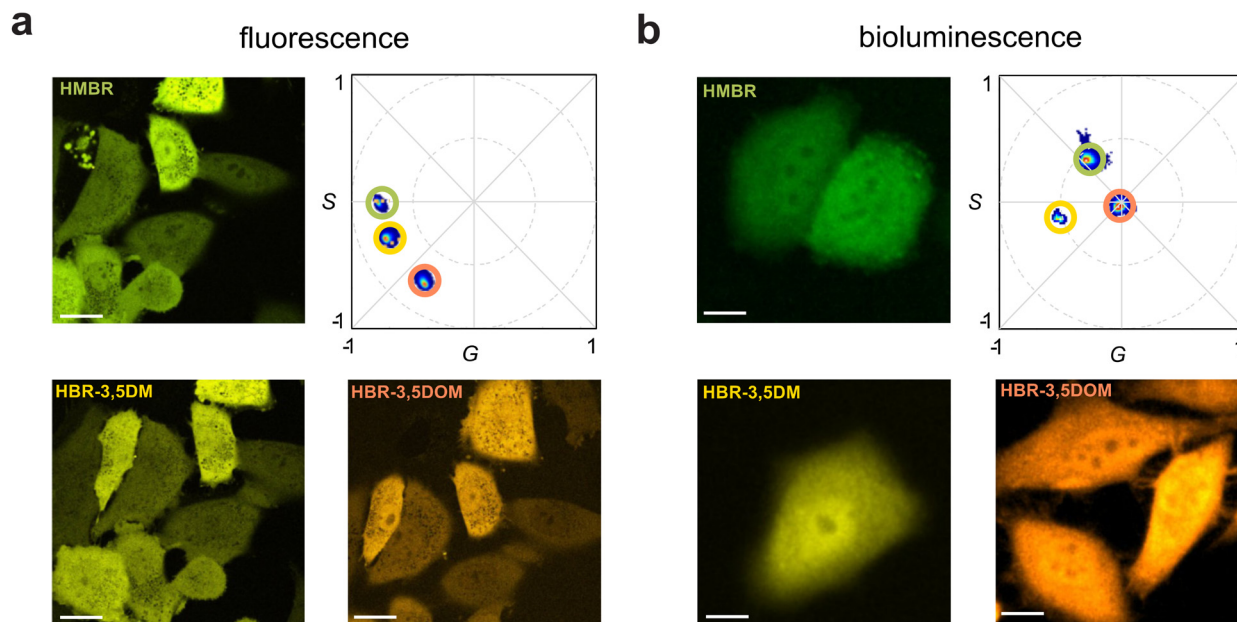 a
fluorescence
HMBR
1
S
-1
-1
G
1
HBR-3,5DM
HBR-3,5DOM
b
bioluminescence
HMBR
1
S
-1
-1
G
1
HBR-3,5DM
HBR-3,5DOM